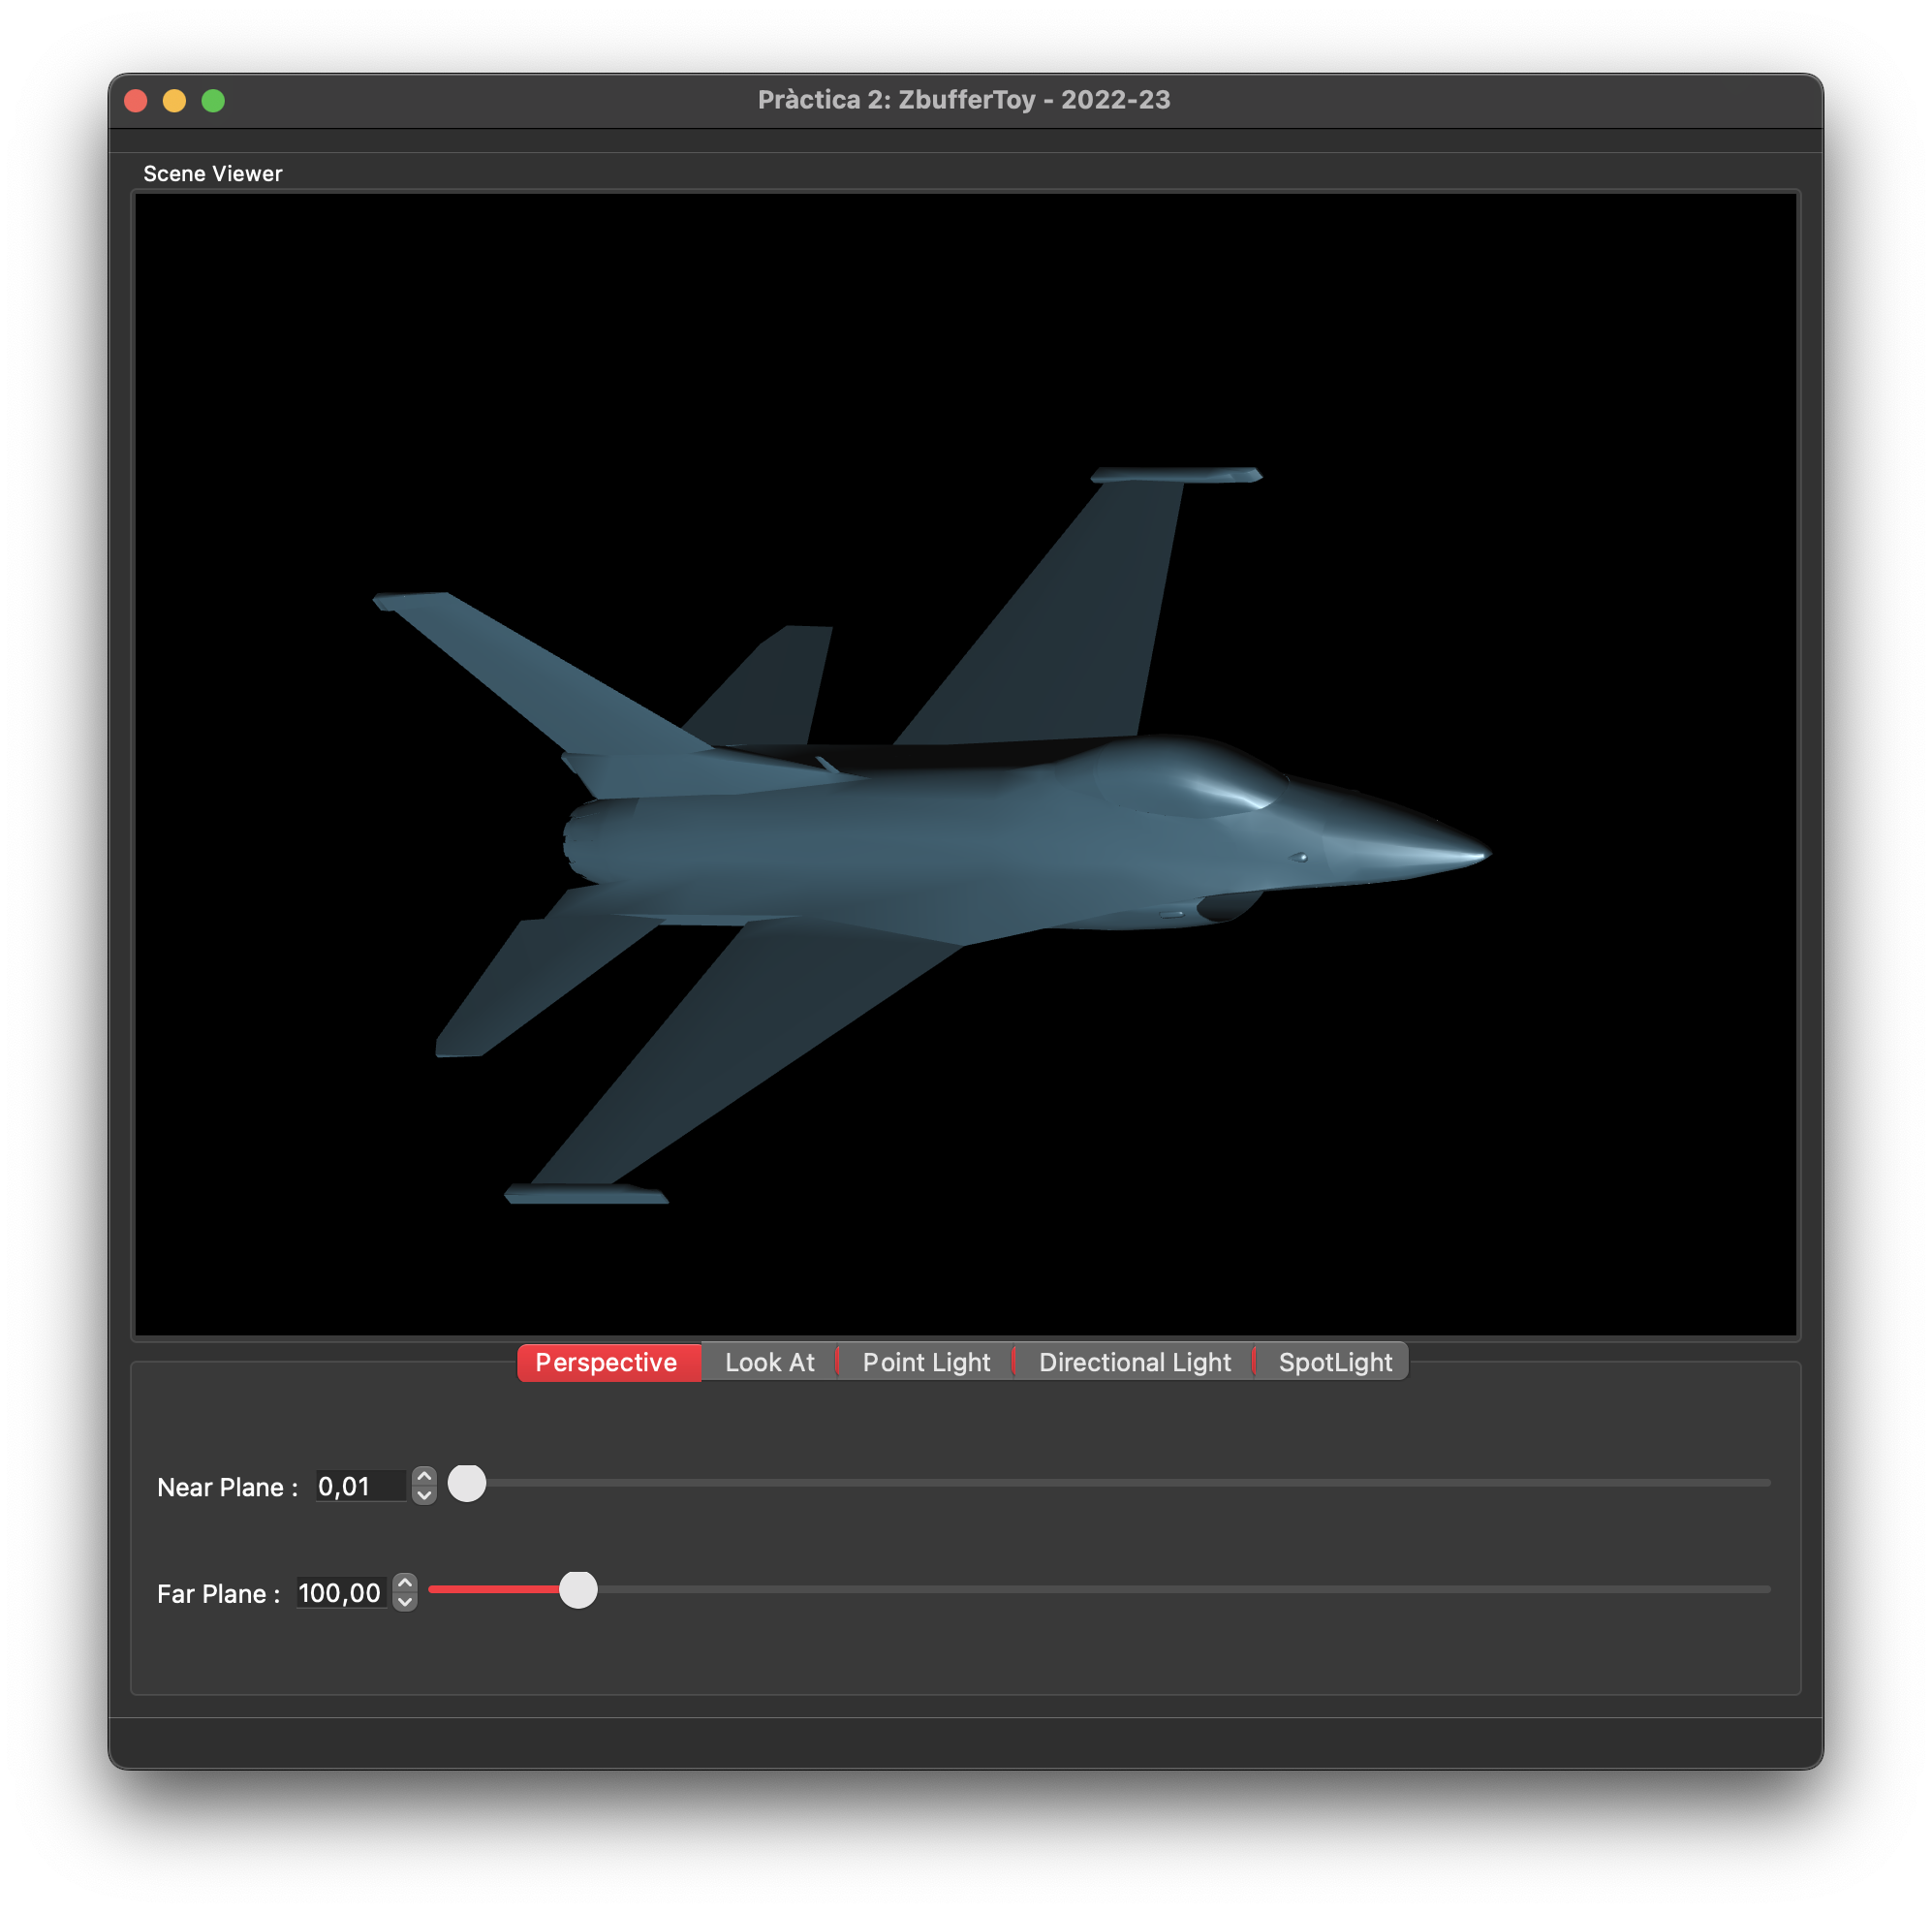 Pràctica 2: ZbufferToy - 2022-23
Scene Viewer
Perspective Look At Point Light Directional Light SpotLight
Near Plane : 0,01
Far Plane : 100,00